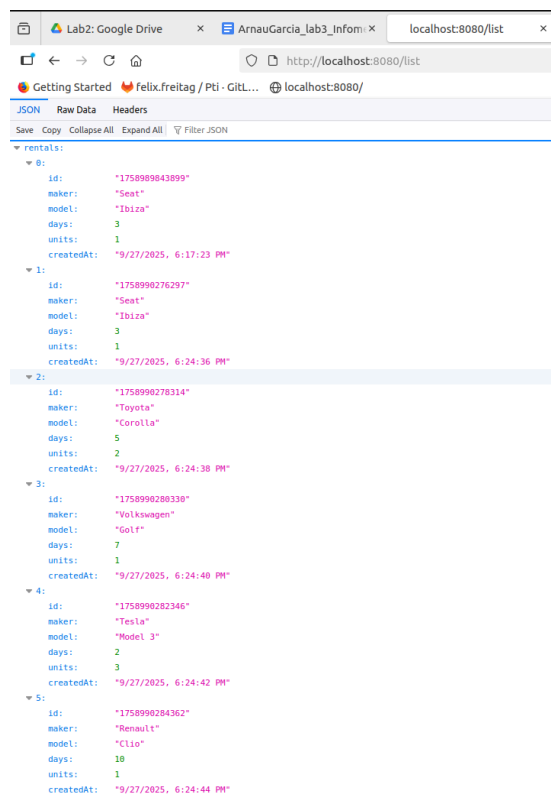 Lab2: Google Drive
ArnauGarcia_lab3_Infom
localhost:8080/list
http://localhost:8080/list
Getting Started
felix.freitag / Pti · GitL...
localhost:8080/
JSON Raw Data Headers
Save Copy Collapse All Expand All Filter JSON
rentals:
0:
id: "1758989843899"
maker: "Seat"
model: "Ibiza"
days: 3
units: 1
createdAt: "9/27/2025, 6:17:23 PM"
1:
id: "1758990276297"
maker: "Seat"
model: "Ibiza"
days: 3
units: 1
createdAt: "9/27/2025, 6:24:36 PM"
2:
id: "1758990278314"
maker: "Toyota"
model: "Corolla"
days: 5
units: 2
createdAt: "9/27/2025, 6:24:38 PM"
3:
id: "1758990280330"
maker: "Volkswagen"
model: "Golf"
days: 7
units: 1
createdAt: "9/27/2025, 6:24:40 PM"
4:
id: "1758990282346"
maker: "Tesla"
model: "Model 3"
days: 2
units: 3
createdAt: "9/27/2025, 6:24:42 PM"
5:
id: "1758990284362"
maker: "Renault"
model: "Clio"
days: 10
units: 1
createdAt: "9/27/2025, 6:24:44 PM"